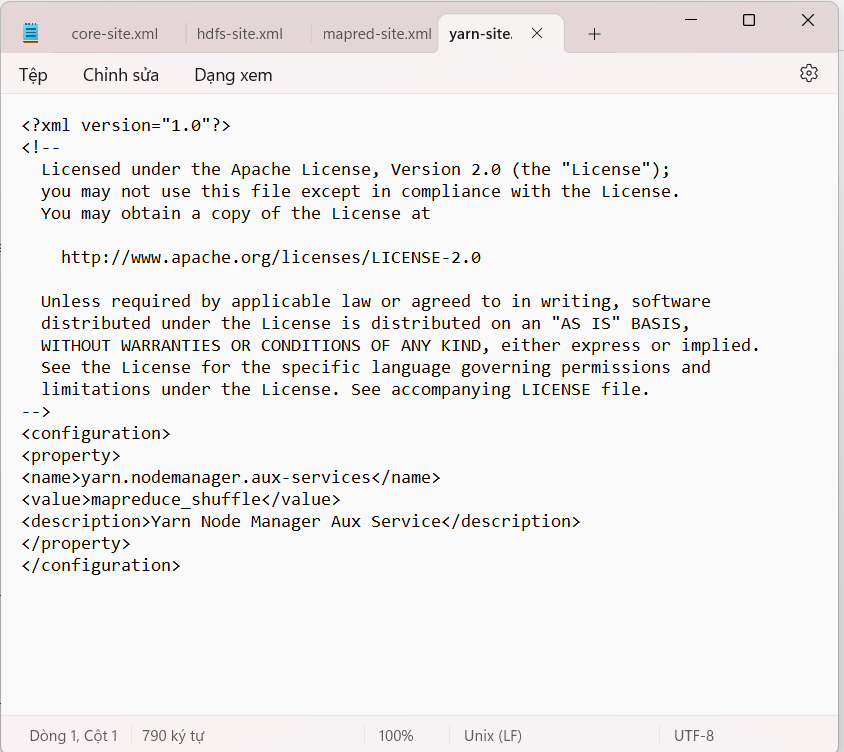 core-site.xml hdfs-site.xml mapred-site.xml yarn-site.
Tệp Chỉnh sửa Dạng xem
<?xml version="1.0"?>
<!--
  Licensed under the Apache License, Version 2.0 (the "License");
  you may not use this file except in compliance with the License.
  You may obtain a copy of the License at

    http://www.apache.org/licenses/LICENSE-2.0

  Unless required by applicable law or agreed to in writing, software
  distributed under the License is distributed on an "AS IS" BASIS,
  WITHOUT WARRANTIES OR CONDITIONS OF ANY KIND, either express or implied.
  See the License for the specific language governing permissions and
  limitations under the License. See accompanying LICENSE file.
-->
<configuration>
<property>
<name>yarn.nodemanager.aux-services</name>
<value>mapreduce_shuffle</value>
<description>Yarn Node Manager Aux Service</description>
</property>
</configuration>
Dòng 1, Cột 1 790 ký tự 100% Unix (LF) UTF-8